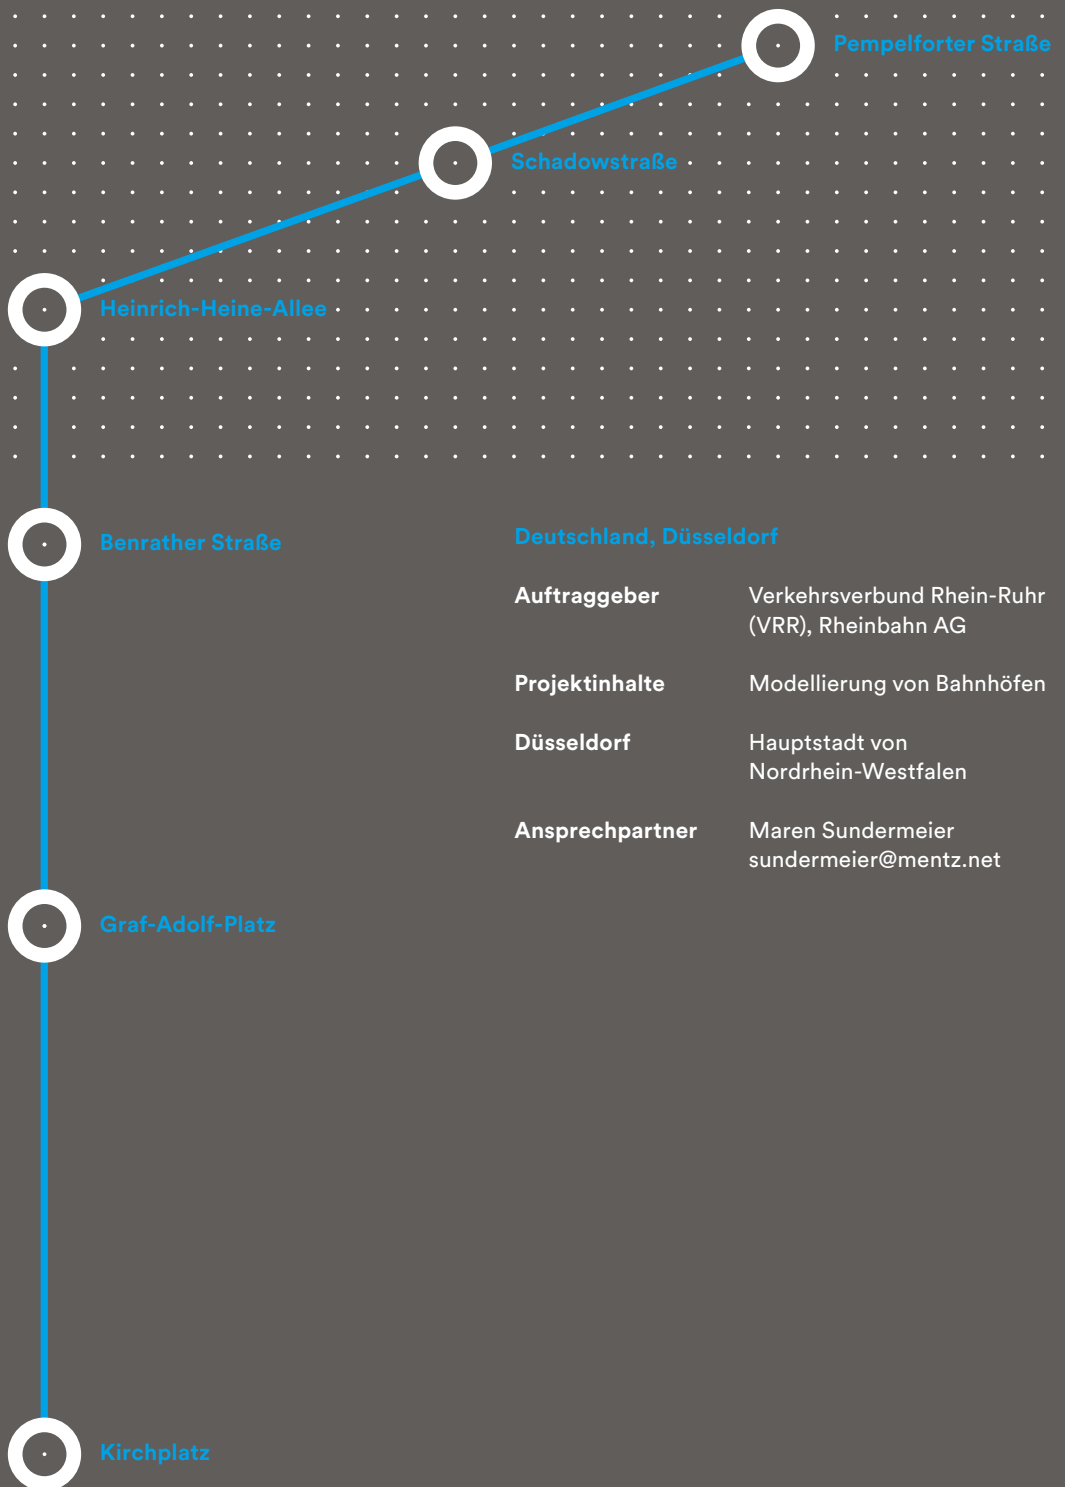 Pempelforter Straße
Schadowstraße
Heinrich-Heine-Allee
Benrather Straße
Deutschland, Düsseldorf
Auftraggeber Verkehrsverbund Rhein-Ruhr
(VRR), Rheinbahn AG
Projektinhalte Modellierung von Bahnhöfen
Düsseldorf Hauptstadt von
Nordrhein-Westfalen
Ansprechpartner Maren Sundermeier
sundermeier@mentz.net
Graf-Adolf-Platz
Kirchplatz